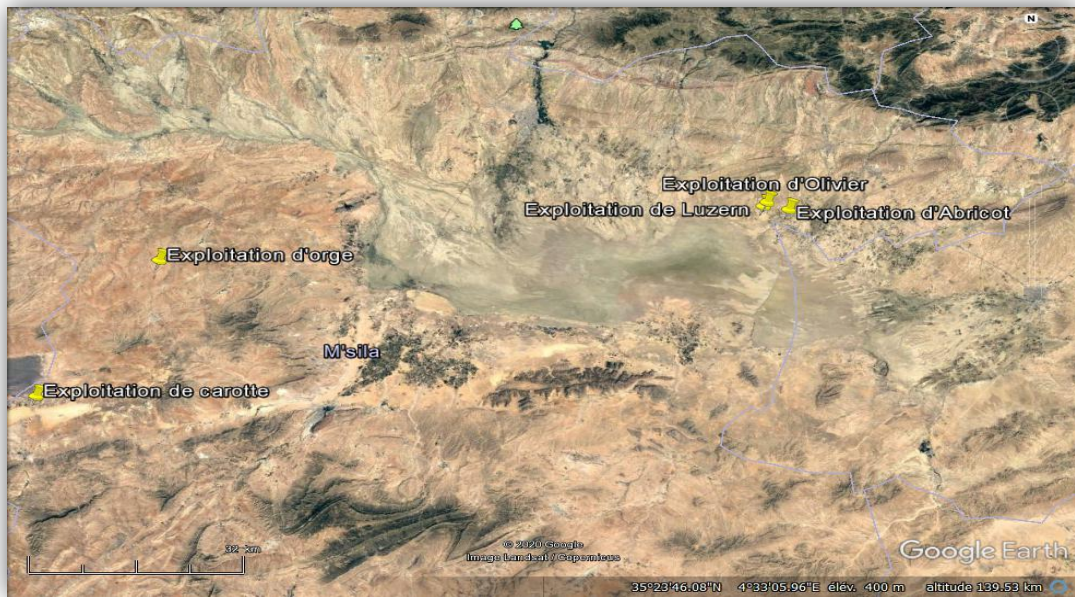 N
Exploitation d'Olivier
Exploitation de Luzern
Exploitation d'Abricot
Exploitation d'orge
M'sila
Exploitation de carotte
32 km
© 2020 Google
Image Landsat / Copernicus
Google Earth
35°23'46.08"N 4°33'05.96"E élév. 400 m altitude 139.53 km